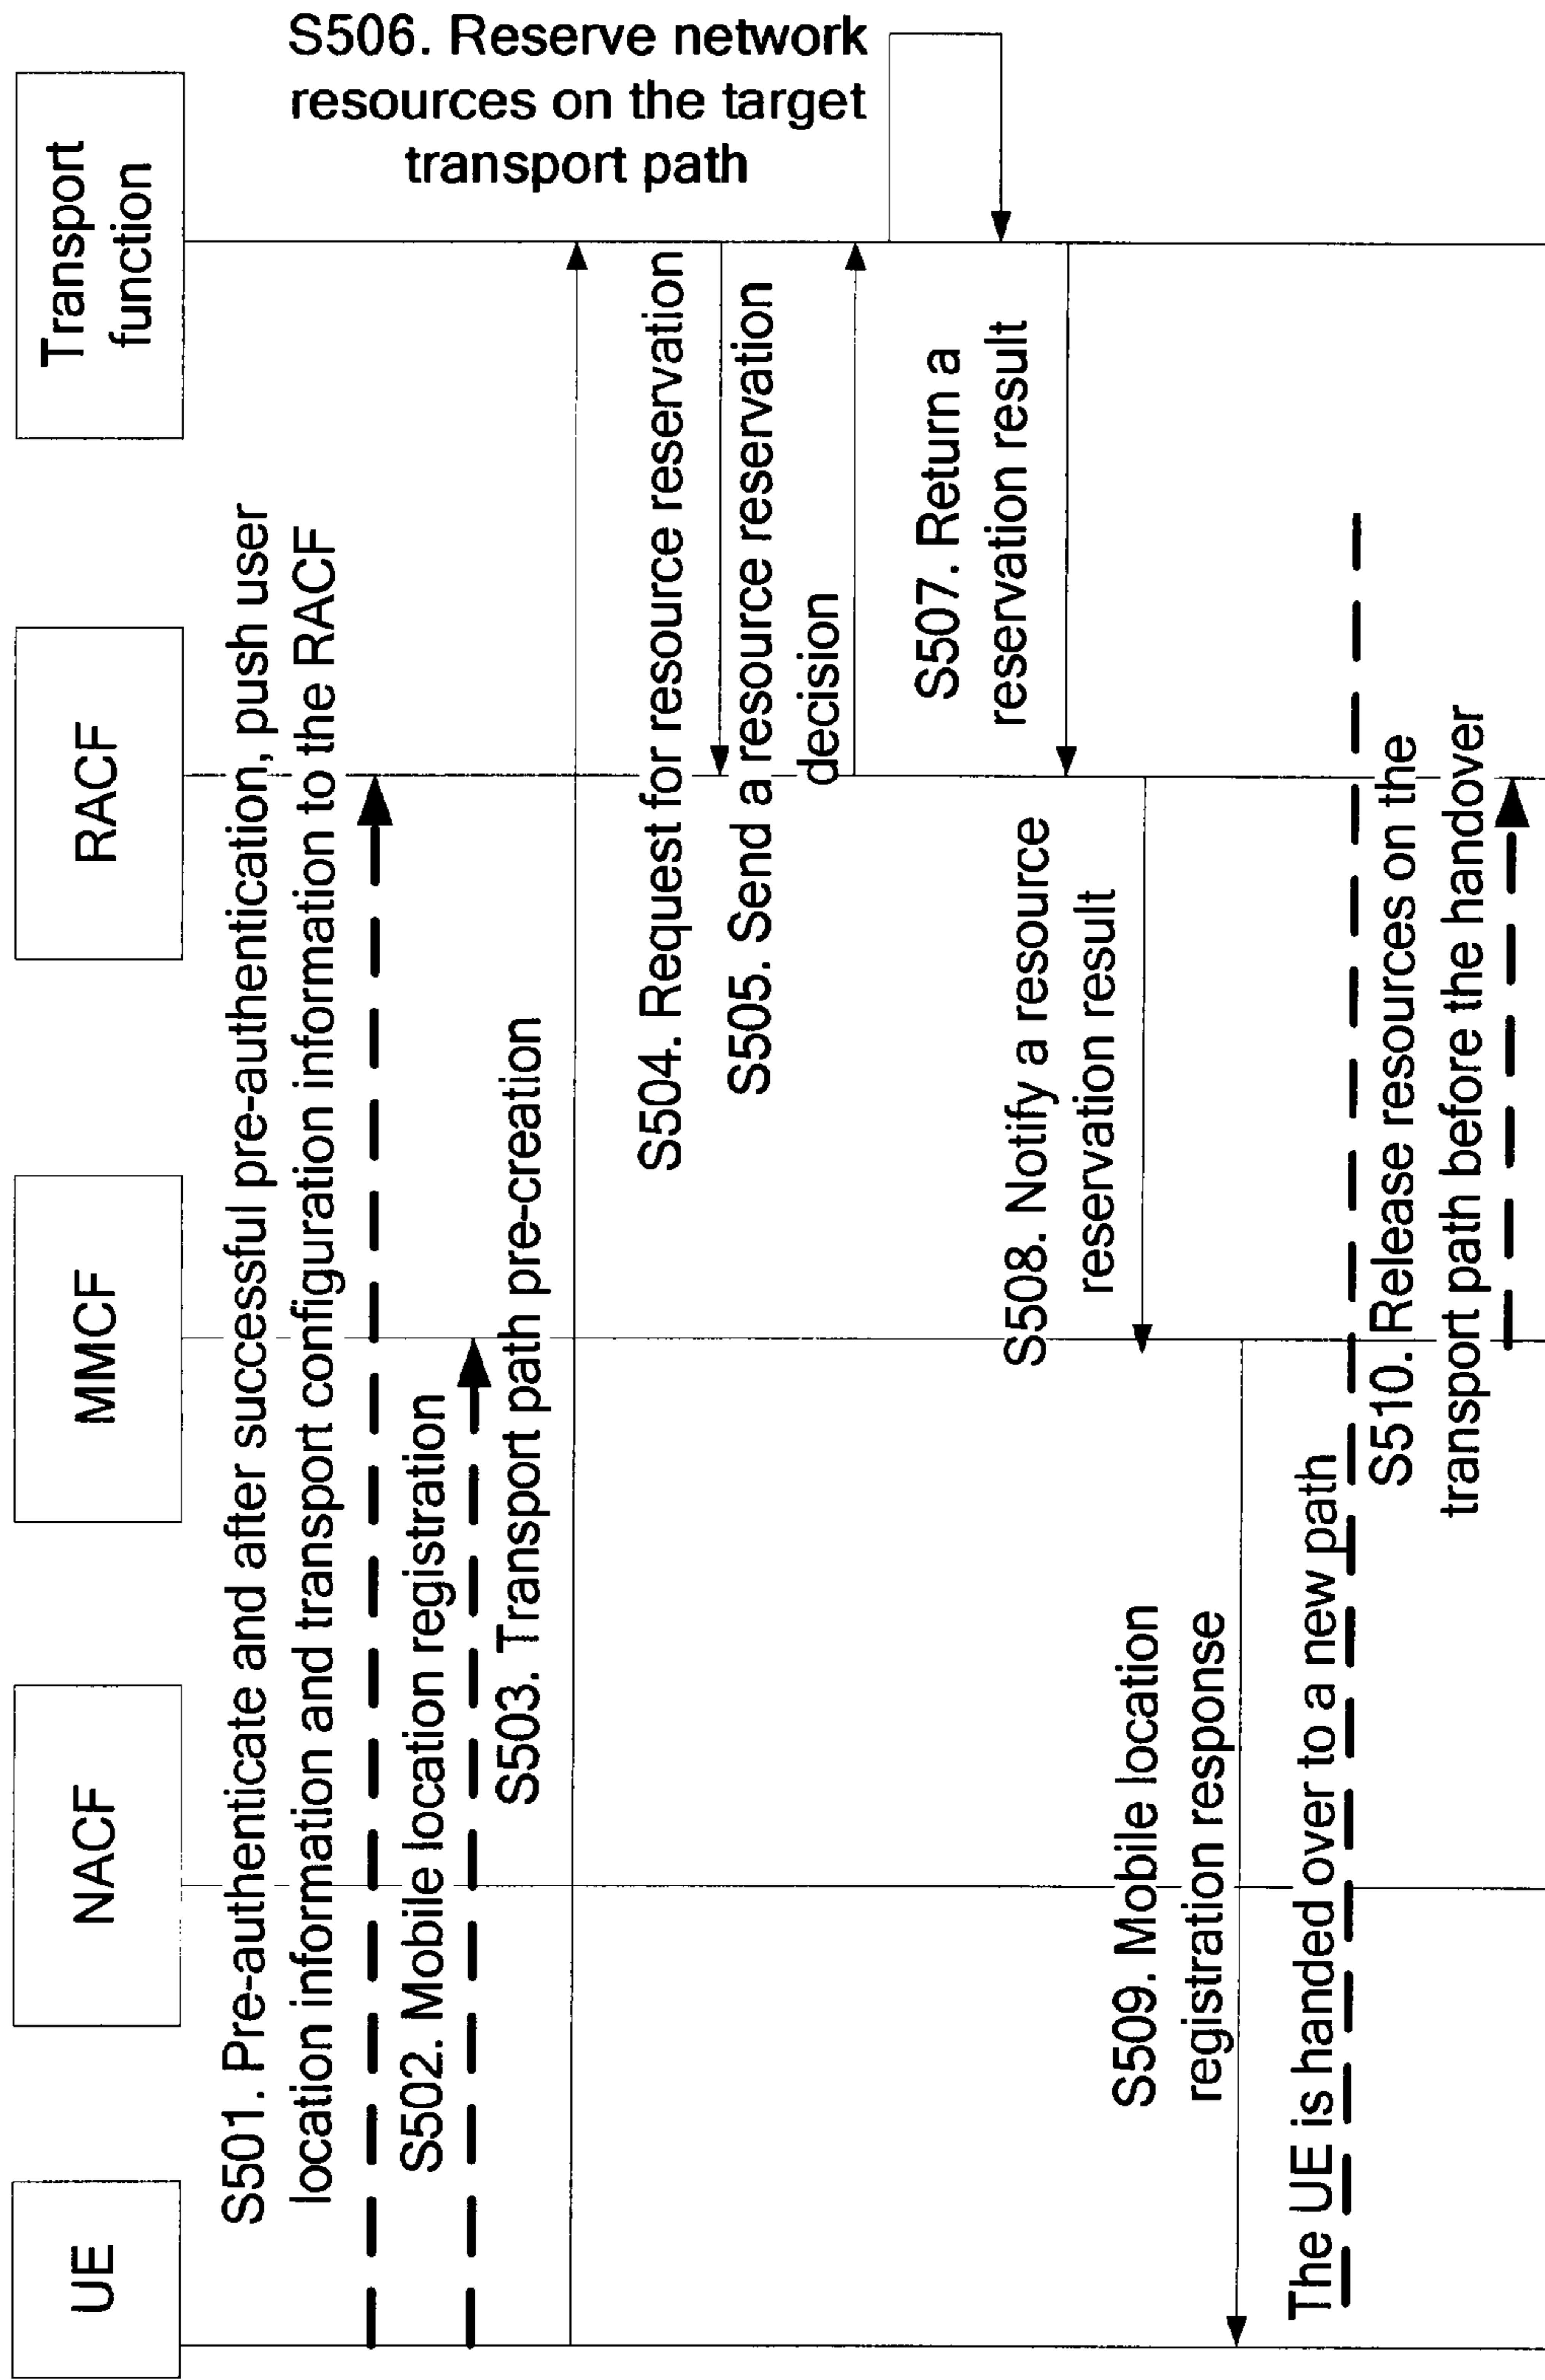 UE
NACF
MMCF
RACF
Transport
function
S501. Pre-authenticate and after successful pre-authentication, push user
location information and transport configuration information to the RACF
S502. Mobile location registration
S503. Transport path pre-creation
S504. Request for resource reservation
S505. Send a resource reservation
decision
S506. Reserve network
resources on the target
transport path
S507. Return a
reservation result
S508. Notify a resource
reservation result
S509. Mobile location
registration response
The UE is handed over to a new path
S510. Release resources on the
transport path before the handover